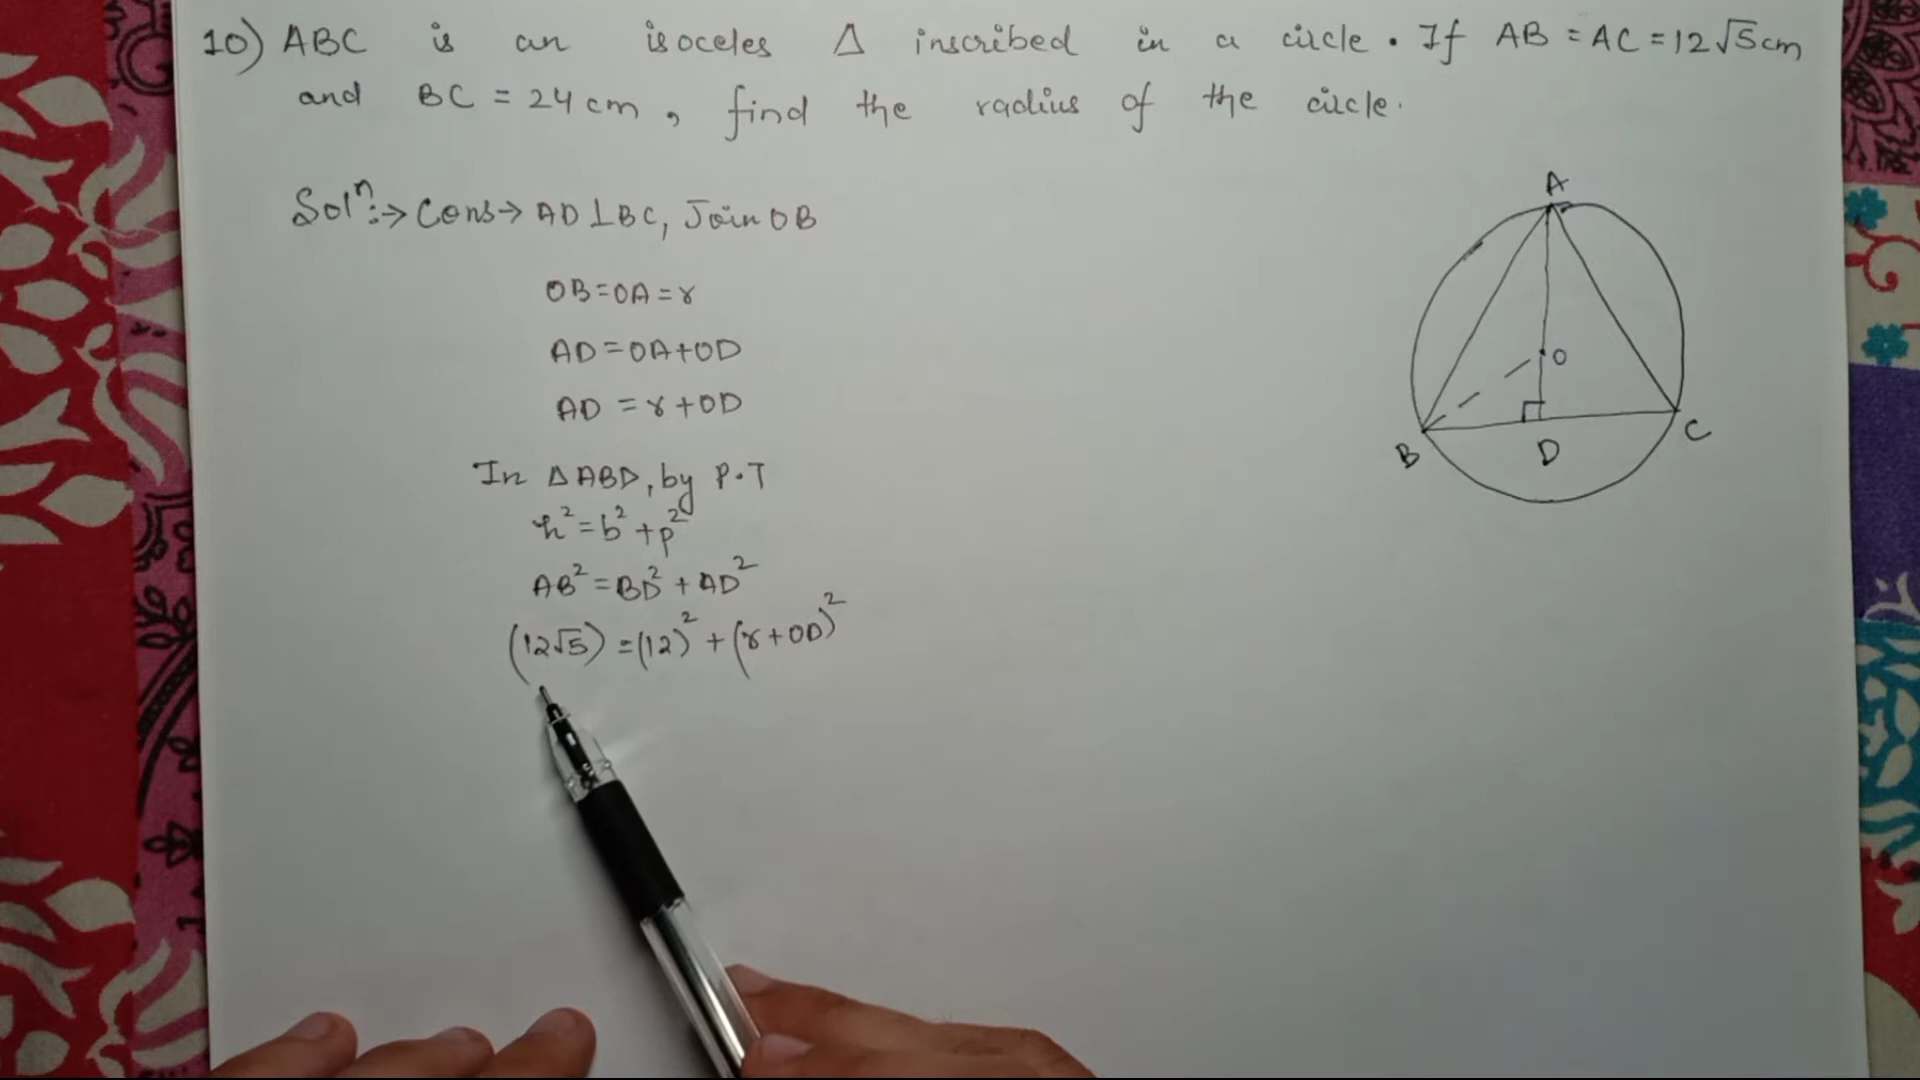 10) ABC is an isoceles Δ inscribed in a circle. If AB = AC = 12√5cm
and BC = 24 cm, find the radius of the circle.
Solⁿ:→ Cons→ AD⊥BC, Join OB
OB=OA=r
AD=OA+OD
AD = r+OD
In ΔABD, by P.T
h²=b²+p²
AB²=BD²+AD²
(12√5)=(12)²+(r+OD)²
A
O
B
D
C